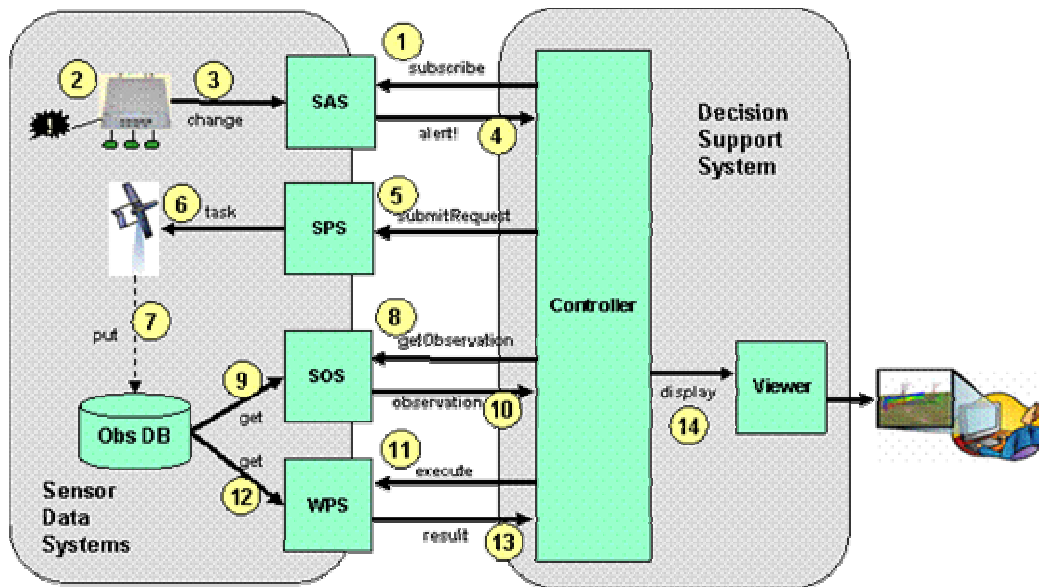 1
subscribe
2
3
SAS
change
alert!
4
Decision
Support
System
5
submitRequest
6
task
SPS
Controller
7
put
8
getObservation
9
SOS
get
observation
10
display
14
Viewer
Obs DB
11
execute
get
12
WPS
result
13
Sensor
Data
Systems